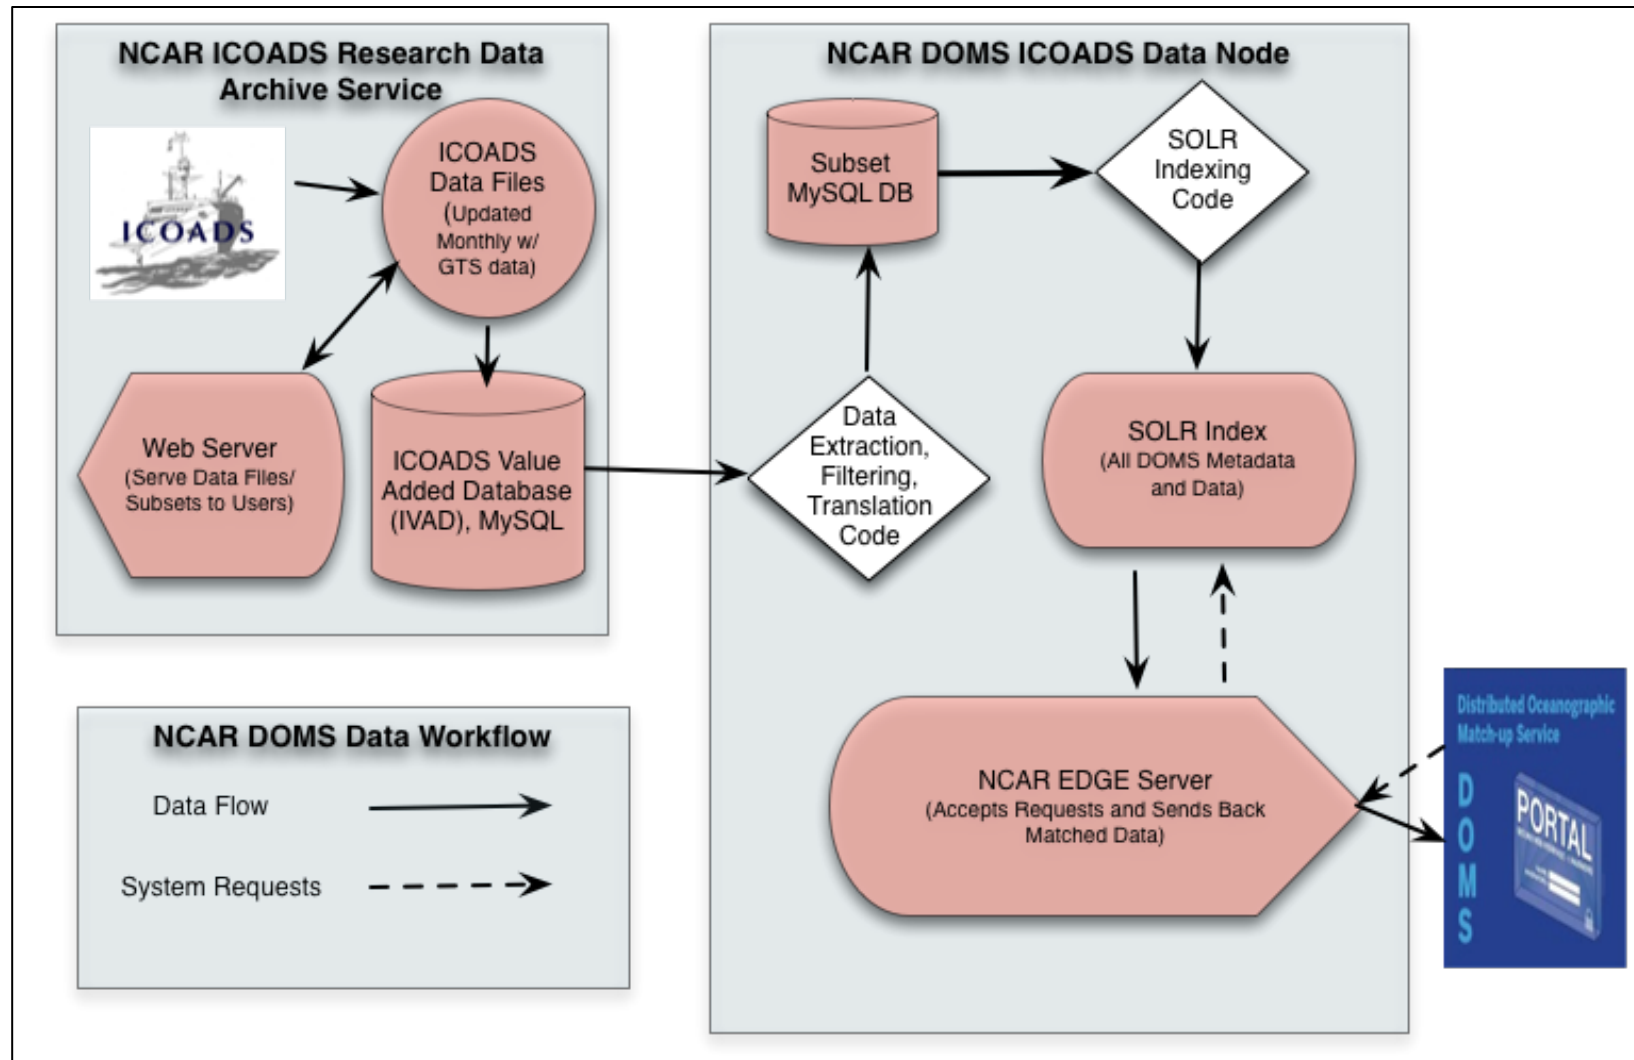 NCAR ICOADS Research Data
Archive Service
ICOADS
ICOADS
Data Files
(Updated
Monthly w/
GTS data)
Web Server
(Serve Data Files/
Subsets to Users)
ICOADS Value
Added Database
(IVAD), MySQL
NCAR DOMS ICOADS Data Node
Subset
MySQL DB
SOLR
Indexing
Code
Data
Extraction,
Filtering,
Translation
Code
SOLR Index
(All DOMS Metadata
and Data)
NCAR EDGE Server
(Accepts Requests and Sends Back
Matched Data)
Distributed Oceanographic
Match-up Service
D
O
M
S
PORTAL
NCAR DOMS Data Workflow
Data Flow
System Requests